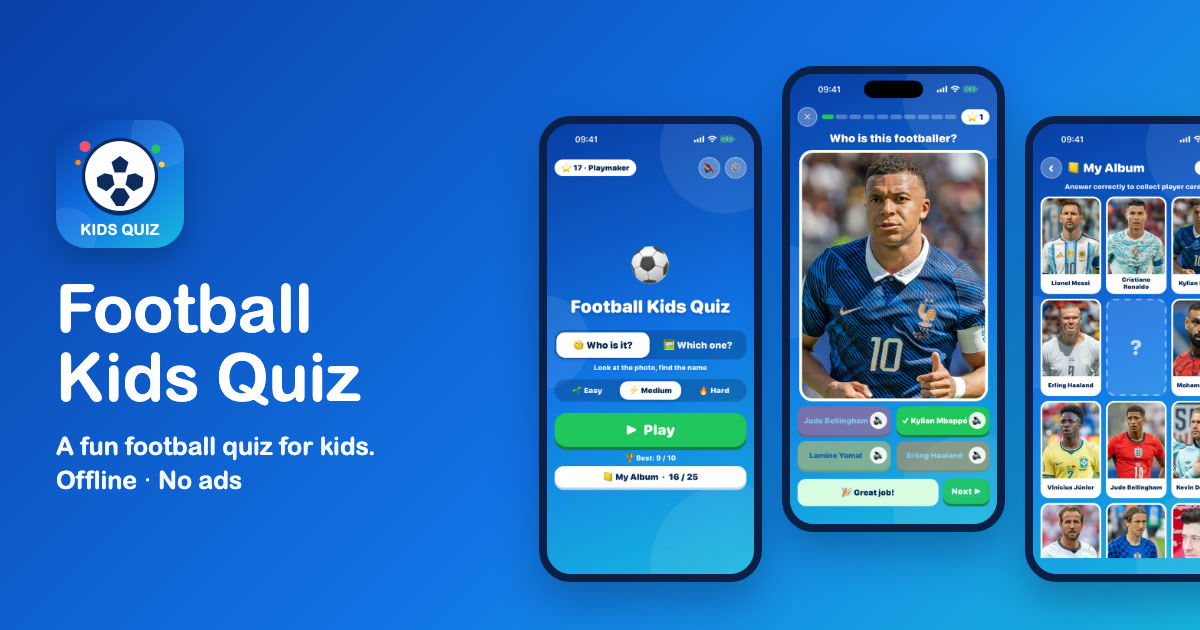 KIDS QUIZ
Football
Kids Quiz
A fun football quiz for kids.
Offline · No ads
09:41
17 · Playmaker
Football Kids Quiz
Who is it?
Which one?
Look at the photo, find the name
Easy
Medium
Hard
Play
Best: 9 / 10
My Album · 16 / 25
09:41
1
Who is this footballer?
10
Jude Bellingham
✓ Kylian Mbappé
Lamine Yamal
Erling Haaland
Great job!
Next
09:41
My Album
Answer correctly to collect player
Lionel Messi
Cristiano
Ronaldo
Erling Haaland
?
Vinícius Júnior
Jude Bellingham